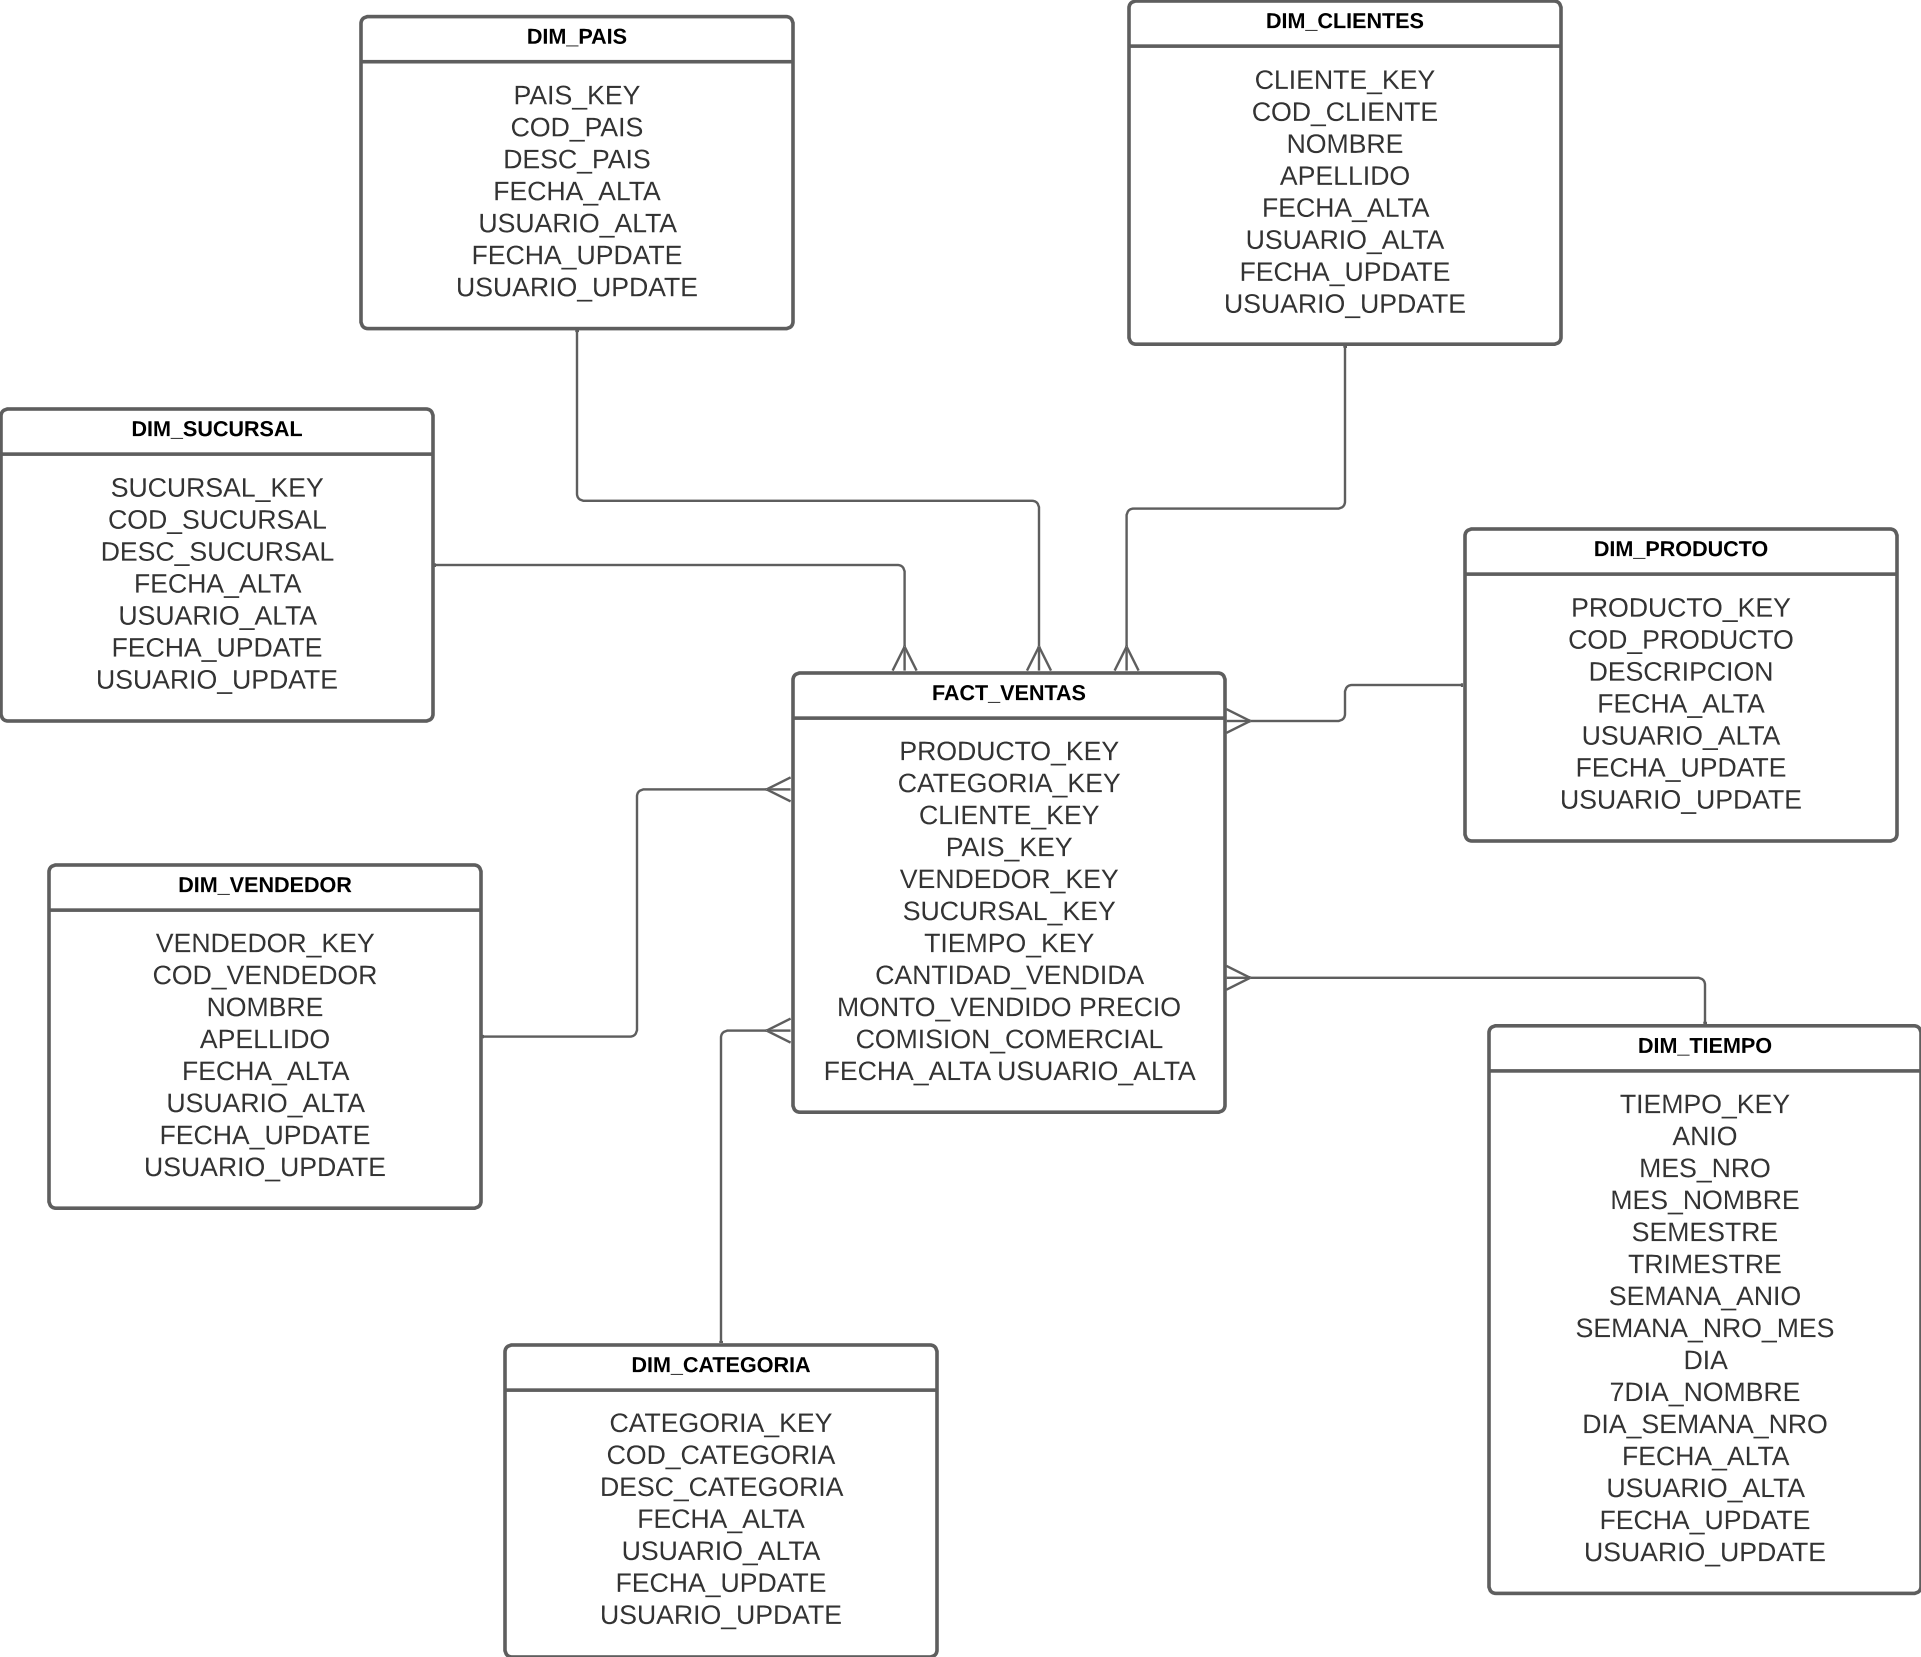 DIM_PAIS
PAIS_KEY
COD_PAIS
DESC_PAIS
FECHA_ALTA
USUARIO_ALTA
FECHA_UPDATE
USUARIO_UPDATE
DIM_CLIENTES
CLIENTE_KEY
COD_CLIENTE
NOMBRE
APELLIDO
FECHA_ALTA
USUARIO_ALTA
FECHA_UPDATE
USUARIO_UPDATE
DIM_SUCURSAL
SUCURSAL_KEY
COD_SUCURSAL
DESC_SUCURSAL
FECHA_ALTA
USUARIO_ALTA
FECHA_UPDATE
USUARIO_UPDATE
DIM_PRODUCTO
PRODUCTO_KEY
COD_PRODUCTO
DESCRIPCION
FECHA_ALTA
USUARIO_ALTA
FECHA_UPDATE
USUARIO_UPDATE
FACT_VENTAS
PRODUCTO_KEY
CATEGORIA_KEY
CLIENTE_KEY
PAIS_KEY
VENDEDOR_KEY
SUCURSAL_KEY
TIEMPO_KEY
CANTIDAD_VENDIDA
MONTO_VENDIDO PRECIO
COMISION_COMERCIAL
FECHA_ALTA USUARIO_ALTA
DIM_VENDEDOR
VENDEDOR_KEY
COD_VENDEDOR
NOMBRE
APELLIDO
FECHA_ALTA
USUARIO_ALTA
FECHA_UPDATE
USUARIO_UPDATE
DIM_TIEMPO
TIEMPO_KEY
ANIO
MES_NRO
MES_NOMBRE
SEMESTRE
TRIMESTRE
SEMANA_ANIO
SEMANA_NRO_MES
DIA
7DIA_NOMBRE
DIA_SEMANA_NRO
FECHA_ALTA
USUARIO_ALTA
FECHA_UPDATE
USUARIO_UPDATE
DIM_CATEGORIA
CATEGORIA_KEY
COD_CATEGORIA
DESC_CATEGORIA
FECHA_ALTA
USUARIO_ALTA
FECHA_UPDATE
USUARIO_UPDATE